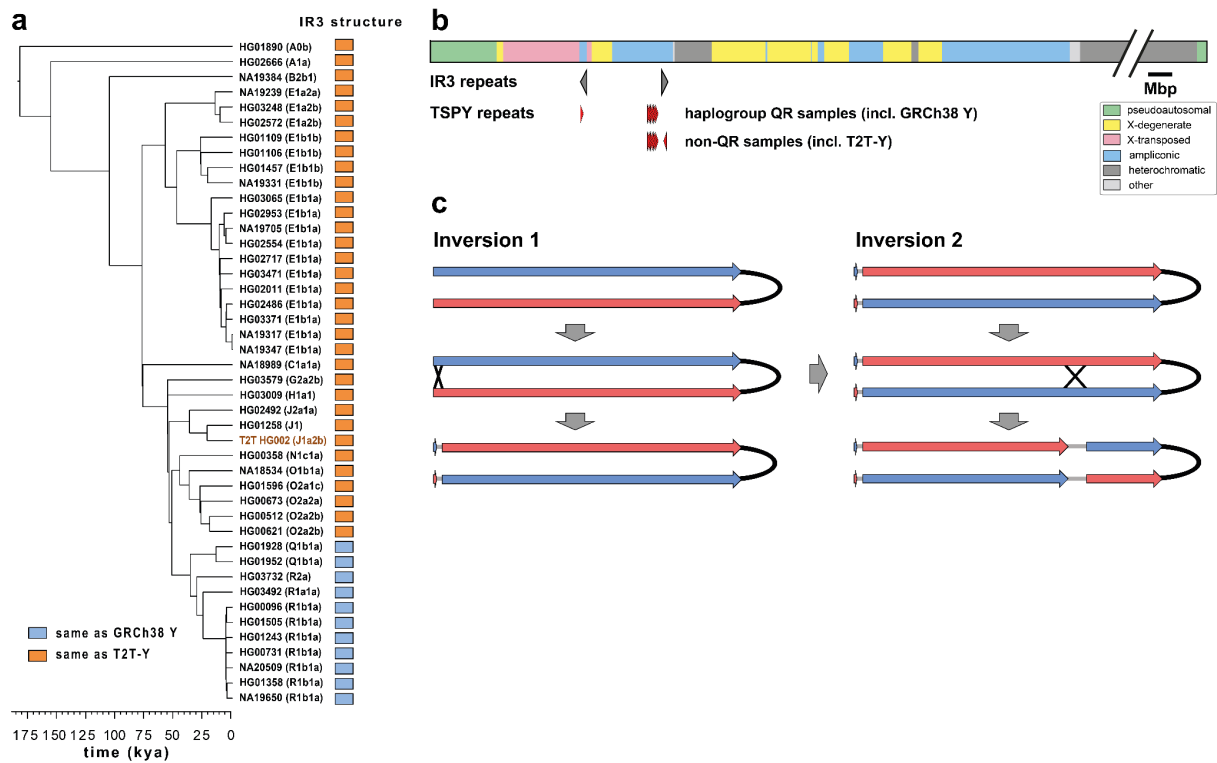 a
IR3 structure
HG01890 (A0b)
HG02666 (A1a)
NA19384 (B2b1)
NA19239 (E1a2a)
HG03248 (E1a2b)
HG02572 (E1a2b)
HG01109 (E1b1b)
HG01106 (E1b1b)
HG01457 (E1b1b)
NA19331 (E1b1b)
HG03065 (E1b1a)
HG02953 (E1b1a)
NA19705 (E1b1a)
HG02554 (E1b1a)
HG02717 (E1b1a)
HG03471 (E1b1a)
HG02011 (E1b1a)
HG02486 (E1b1a)
HG03371 (E1b1a)
NA19317 (E1b1a)
NA19347 (E1b1a)
NA18989 (C1a1a)
HG03579 (G2a2b)
HG03009 (H1a1)
HG02492 (J2a1a)
HG01258 (J1)
T2T HG002 (J1a2b)
HG00358 (N1c1a)
NA18534 (O1b1a)
HG01596 (O2a1c)
HG00673 (O2a2a)
HG00512 (O2a2b)
HG00621 (O2a2b)
HG01928 (Q1b1a)
HG01952 (Q1b1a)
HG03732 (R2a)
HG03492 (R1a1a)
HG00096 (R1b1a)
HG01505 (R1b1a)
HG01243 (R1b1a)
HG00731 (R1b1a)
NA20509 (R1b1a)
HG01358 (R1b1a)
NA19650 (R1b1a)
same as GRCh38 Y
same as T2T-Y
175 150 125 100 75 50 25 0
time (kya)
b
IR3 repeats
Mbp
TSPY repeats
haplogroup QR samples (incl. GRCh38 Y)
non-QR samples (incl. T2T-Y)
pseudoautosomal
X-degenerate
X-transposed
ampliconic
heterochromatic
other
c
Inversion 1
Inversion 2